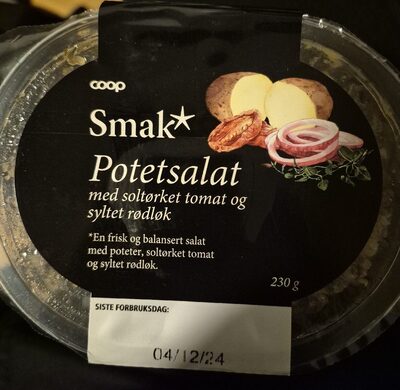 coop
Smak*
Potetsalat
med soltørket tomat og
syltet rødløk
*En frisk og balansert salat
med poteter, soltørket tomat
og syltet rødløk.
230 g
SISTE FORBRUKSDAG:
04/12/24